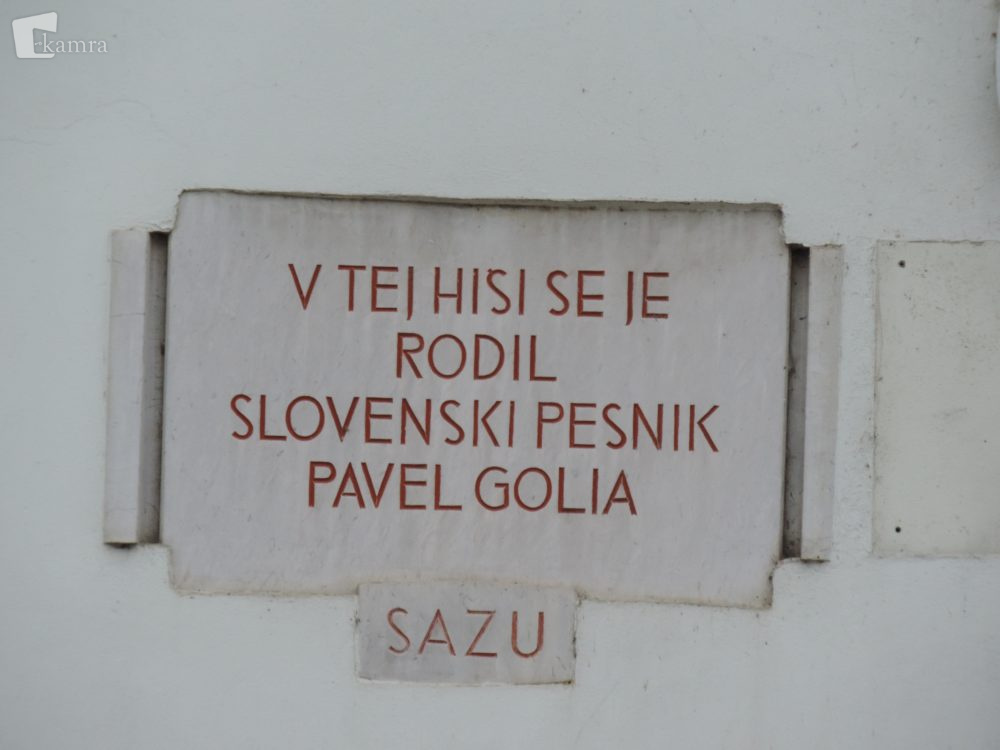 kamra
V TEJ HISI SE JE
RODIL
SLOVENSKI PESNIK
PAVEL GOLIA
SAZU